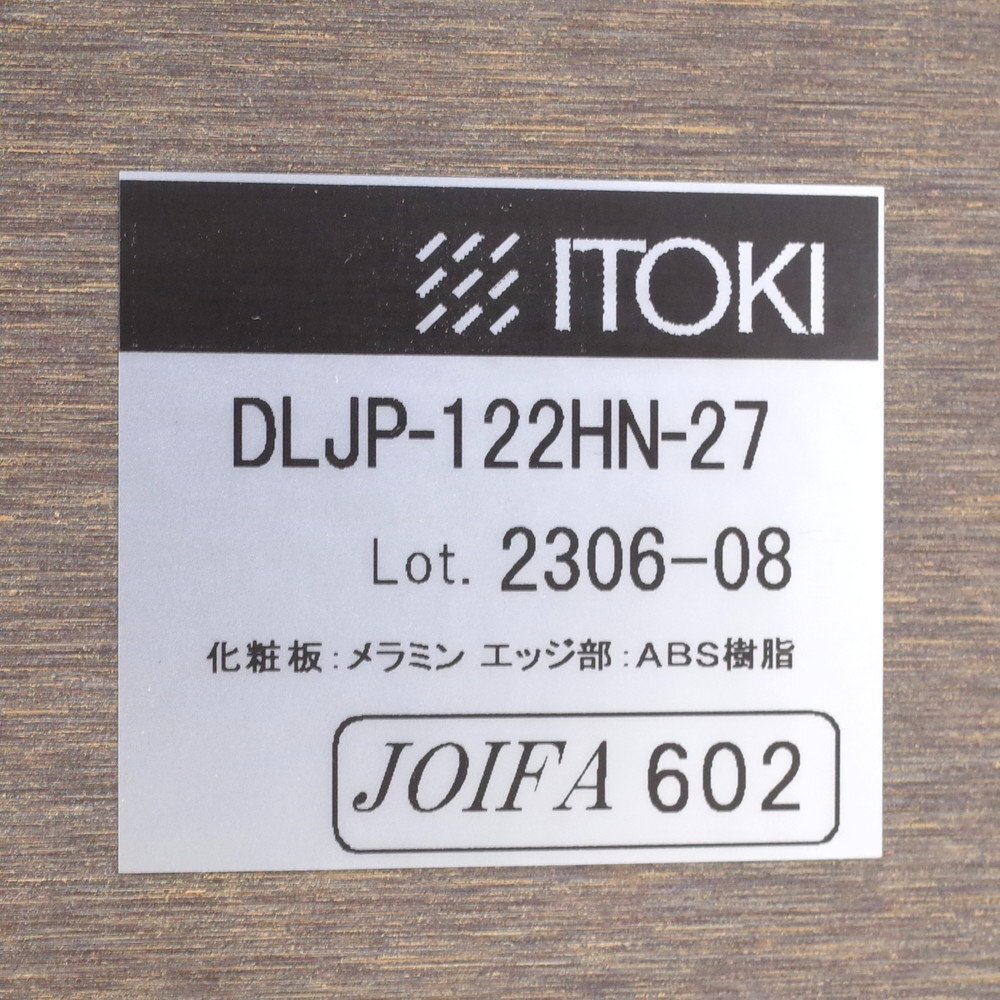 ITOKI
DLJP-122HN-27
Lot. 2306-08
化粧板:メラミン エッジ部:ABS樹脂
JOIFA 602